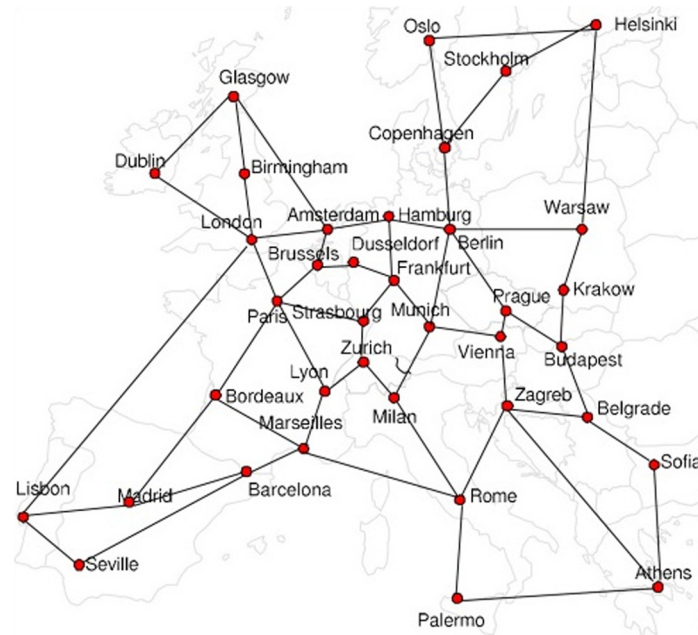 Oslo
Helsinki
Stockholm
Glasgow
Copenhagen
Dublin
Birmingham
London
Amsterdam
Hamburg
Warsaw
Berlin
Brussels
Dusseldorf
Frankfurt
Prague
Krakow
Paris
Strasbourg
Munich
Vienna
Budapest
Zurich
Lyon
Bordeaux
Milan
Zagreb
Belgrade
Marseilles
Sofia
Lisbon
Madrid
Barcelona
Rome
Seville
Athens
Palermo